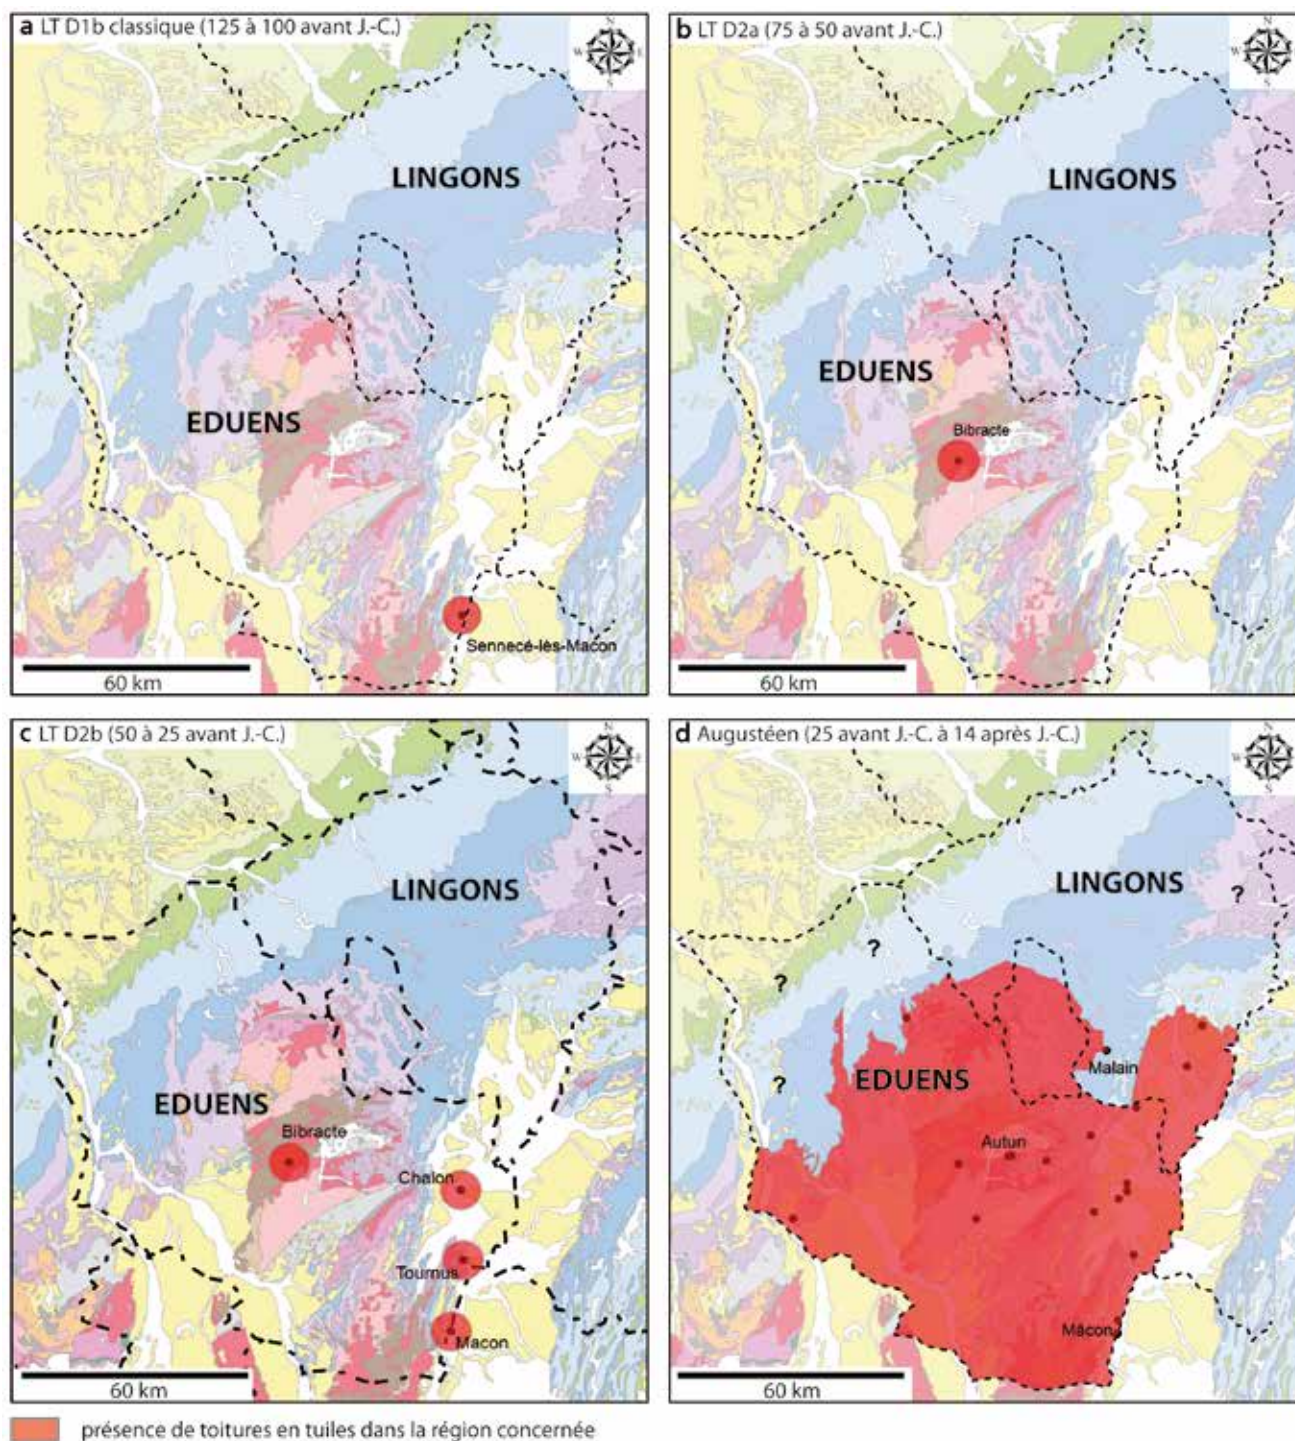 a LT D1b classique (125 à 100 avant J.-C.)
LINGONS
EDUENS
Sennecé-lès-Macon
60 km
b LT D2a (75 à 50 avant J.-C.)
LINGONS
EDUENS
Bibracte
60 km
c LT D2b (50 à 25 avant J.-C.)
LINGONS
EDUENS
Bibracte
Chalon
Tournus
Macon
60 km
d Augustéen (25 avant J.-C. à 14 après J.-C.)
LINGONS
?
?
?
?
EDUENS
Malain
Autun
Mâcon
60 km
présence de toitures en tuiles dans la région concernée